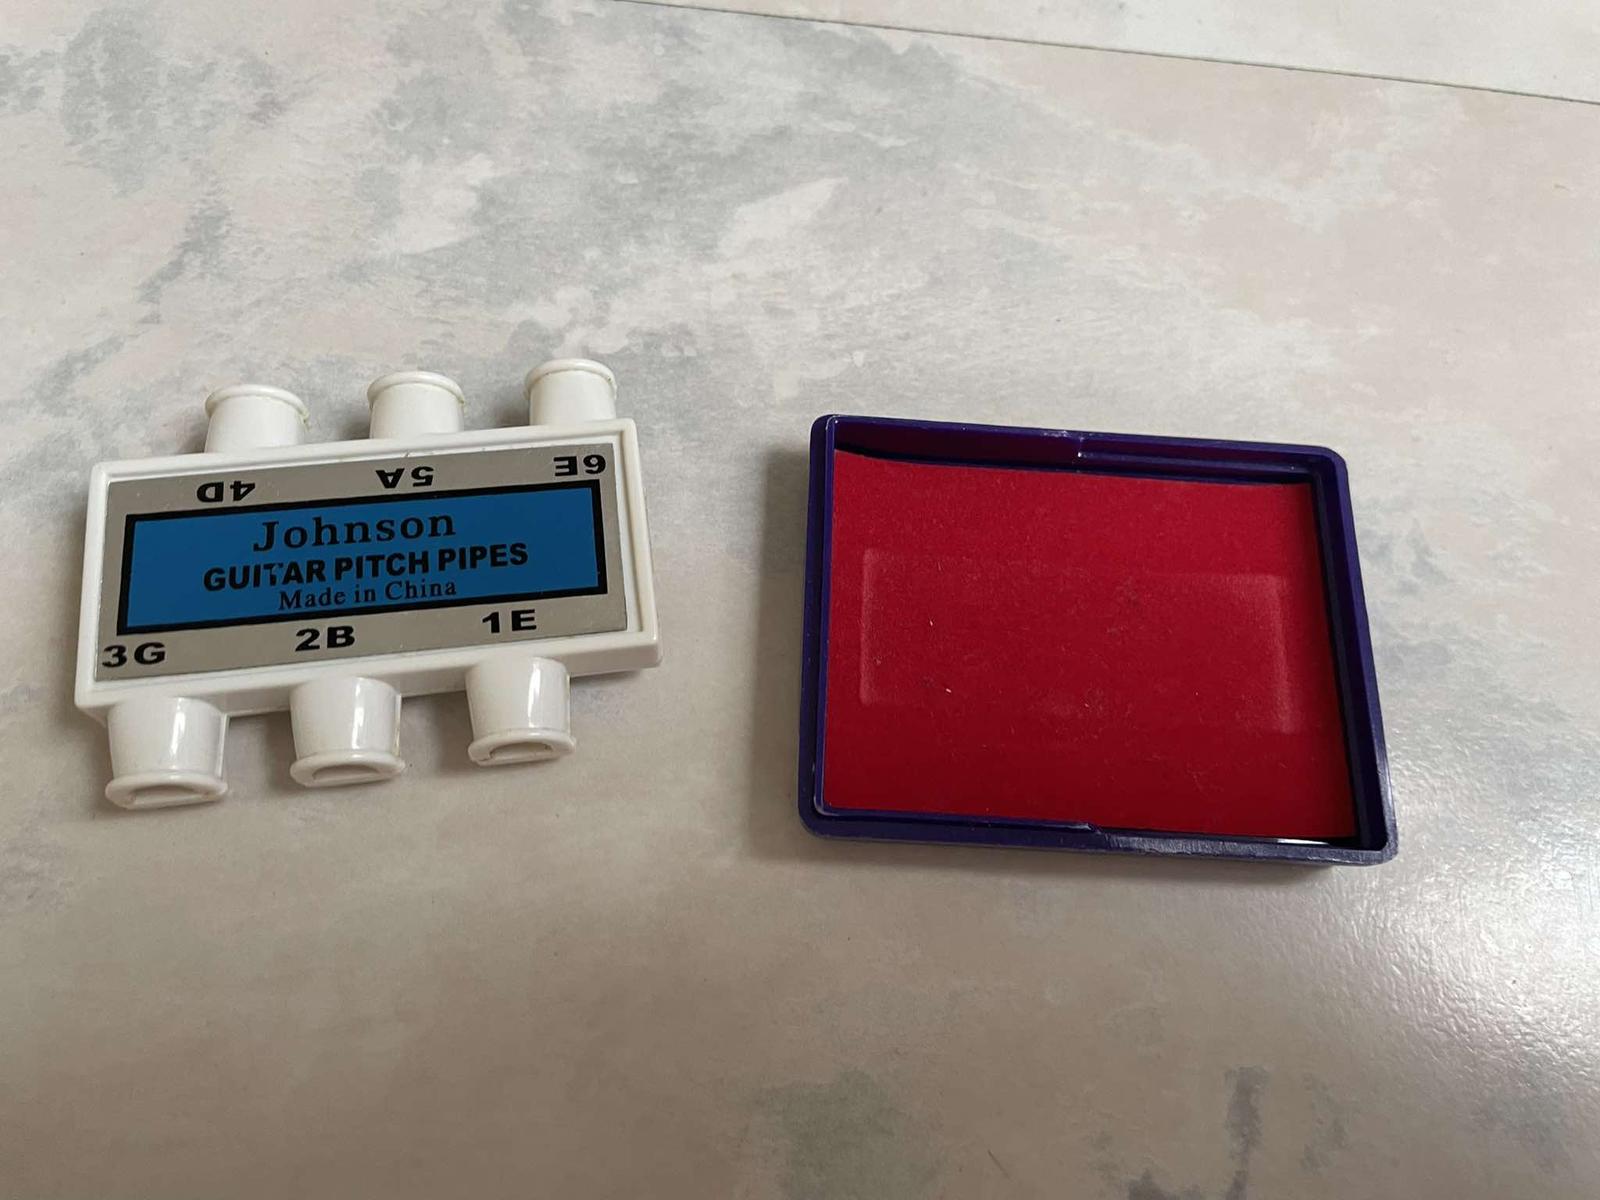 4D 5A 6E
Johnson
GUITAR PITCH PIPES
Made in China
3G 2B 1E